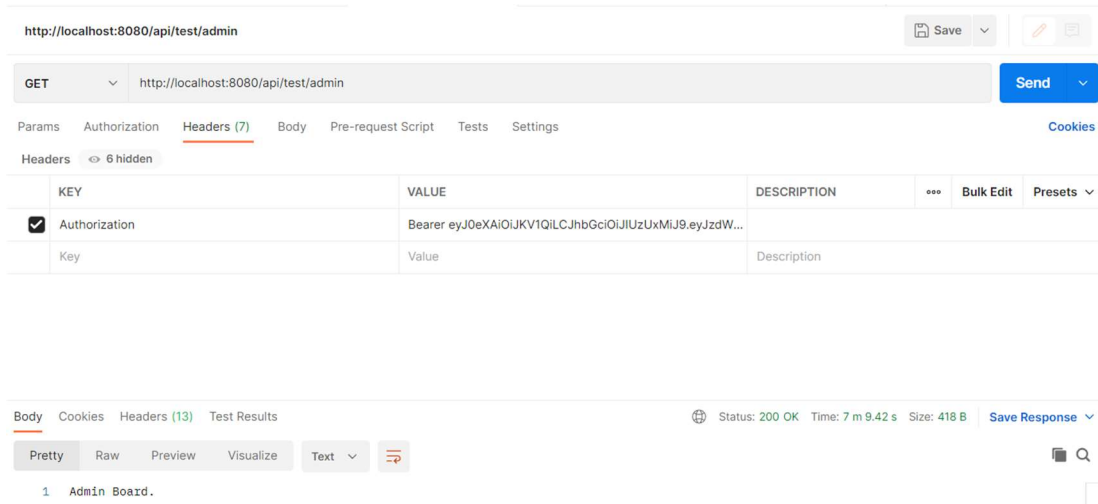 http://localhost:8080/api/test/admin
Save
GET http://localhost:8080/api/test/admin Send
Params Authorization Headers (7) Body Pre-request Script Tests Settings Cookies
Headers 6 hidden
KEY VALUE DESCRIPTION Bulk Edit Presets
Authorization Bearer eyJ0eXAiOiJKV1QiLCJhbGciOiJIUzUxMiJ9.eyJzdW...
Key Value Description
Body Cookies Headers (13) Test Results Status: 200 OK Time: 7 m 9.42 s Size: 418 B Save Response
Pretty Raw Preview Visualize Text
1 Admin Board.